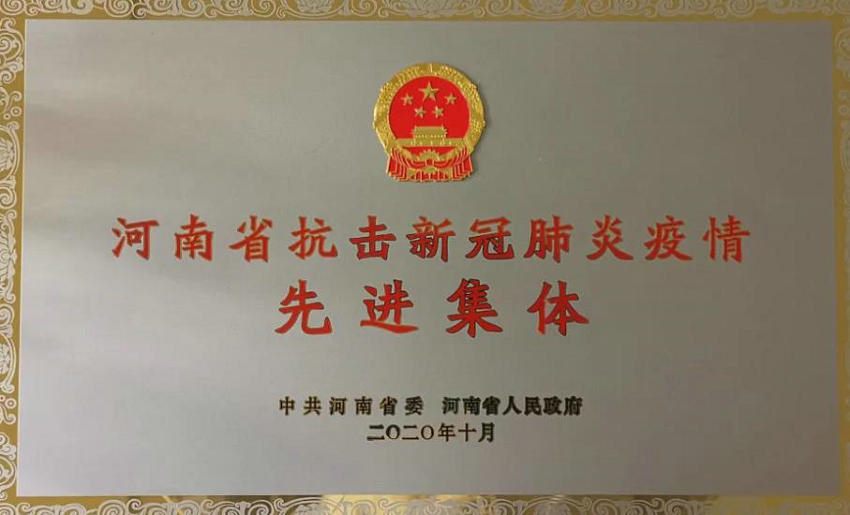 河南省抗击新冠肺炎疫情
先进集体
中共河南省委 河南省人民政府
二〇二〇年十月